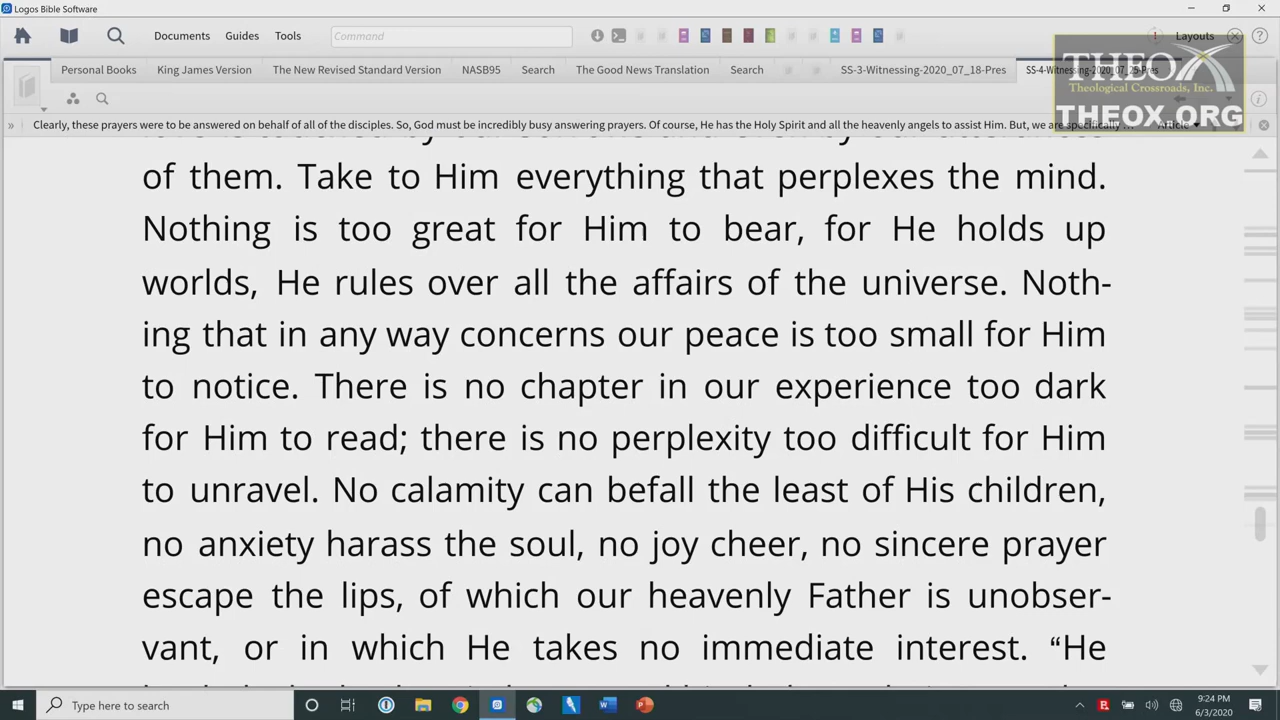 Logos Bible Software
Documents Guides Tools Command Layouts
THEOX
Theological Crossroads, Inc.
THEOX.ORG
Personal Books King James Version The New Revised NASB95 Search The Good News Translation Search SS-3-Witnessing-2020_07_18-Pres SS-4-Witnessing-2020_07_25-Pres
Clearly, these prayers were to be answered on behalf of all of the disciples. So, God must be incredibly busy answering prayers. Of course, He has the Holy Spirit and all the heavenly angels to assist Him. But, we are specifically ... Article
of them. Take to Him everything that perplexes the mind.
Nothing is too great for Him to bear, for He holds up
worlds, He rules over all the affairs of the universe. Noth-
ing that in any way concerns our peace is too small for Him
to notice. There is no chapter in our experience too dark
for Him to read; there is no perplexity too difficult for Him
to unravel. No calamity can befall the least of His children,
no anxiety harass the soul, no joy cheer, no sincere prayer
escape the lips, of which our heavenly Father is unobser-
vant, or in which He takes no immediate interest. “He
Type here to search
9:24 PM
6/3/2020